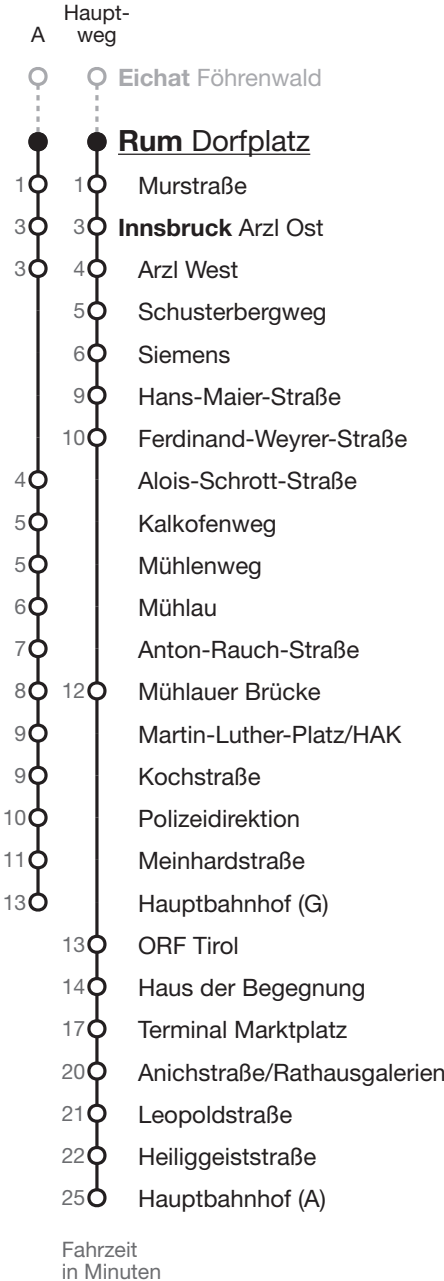 Haupt-
A weg
Eichat Föhrenwald
Rum Dorfplatz
1 1 Murstraße
3 3 Innsbruck Arzl Ost
3 4 Arzl West
5 Schusterbergweg
6 Siemens
9 Hans-Maier-Straße
10 Ferdinand-Weyrer-Straße
4 Alois-Schrott-Straße
5 Kalkofenweg
5 Mühlenweg
6 Mühlau
7 Anton-Rauch-Straße
8 12 Mühlauer Brücke
9 Martin-Luther-Platz/HAK
9 Kochstraße
10 Polizeidirektion
11 Meinhardstraße
13 Hauptbahnhof (G)
13 ORF Tirol
14 Haus der Begegnung
17 Terminal Marktplatz
20 Anichstraße/Rathausgalerien
21 Leopoldstraße
22 Heiliggeiststraße
25 Hauptbahnhof (A)
Fahrzeit
in Minuten